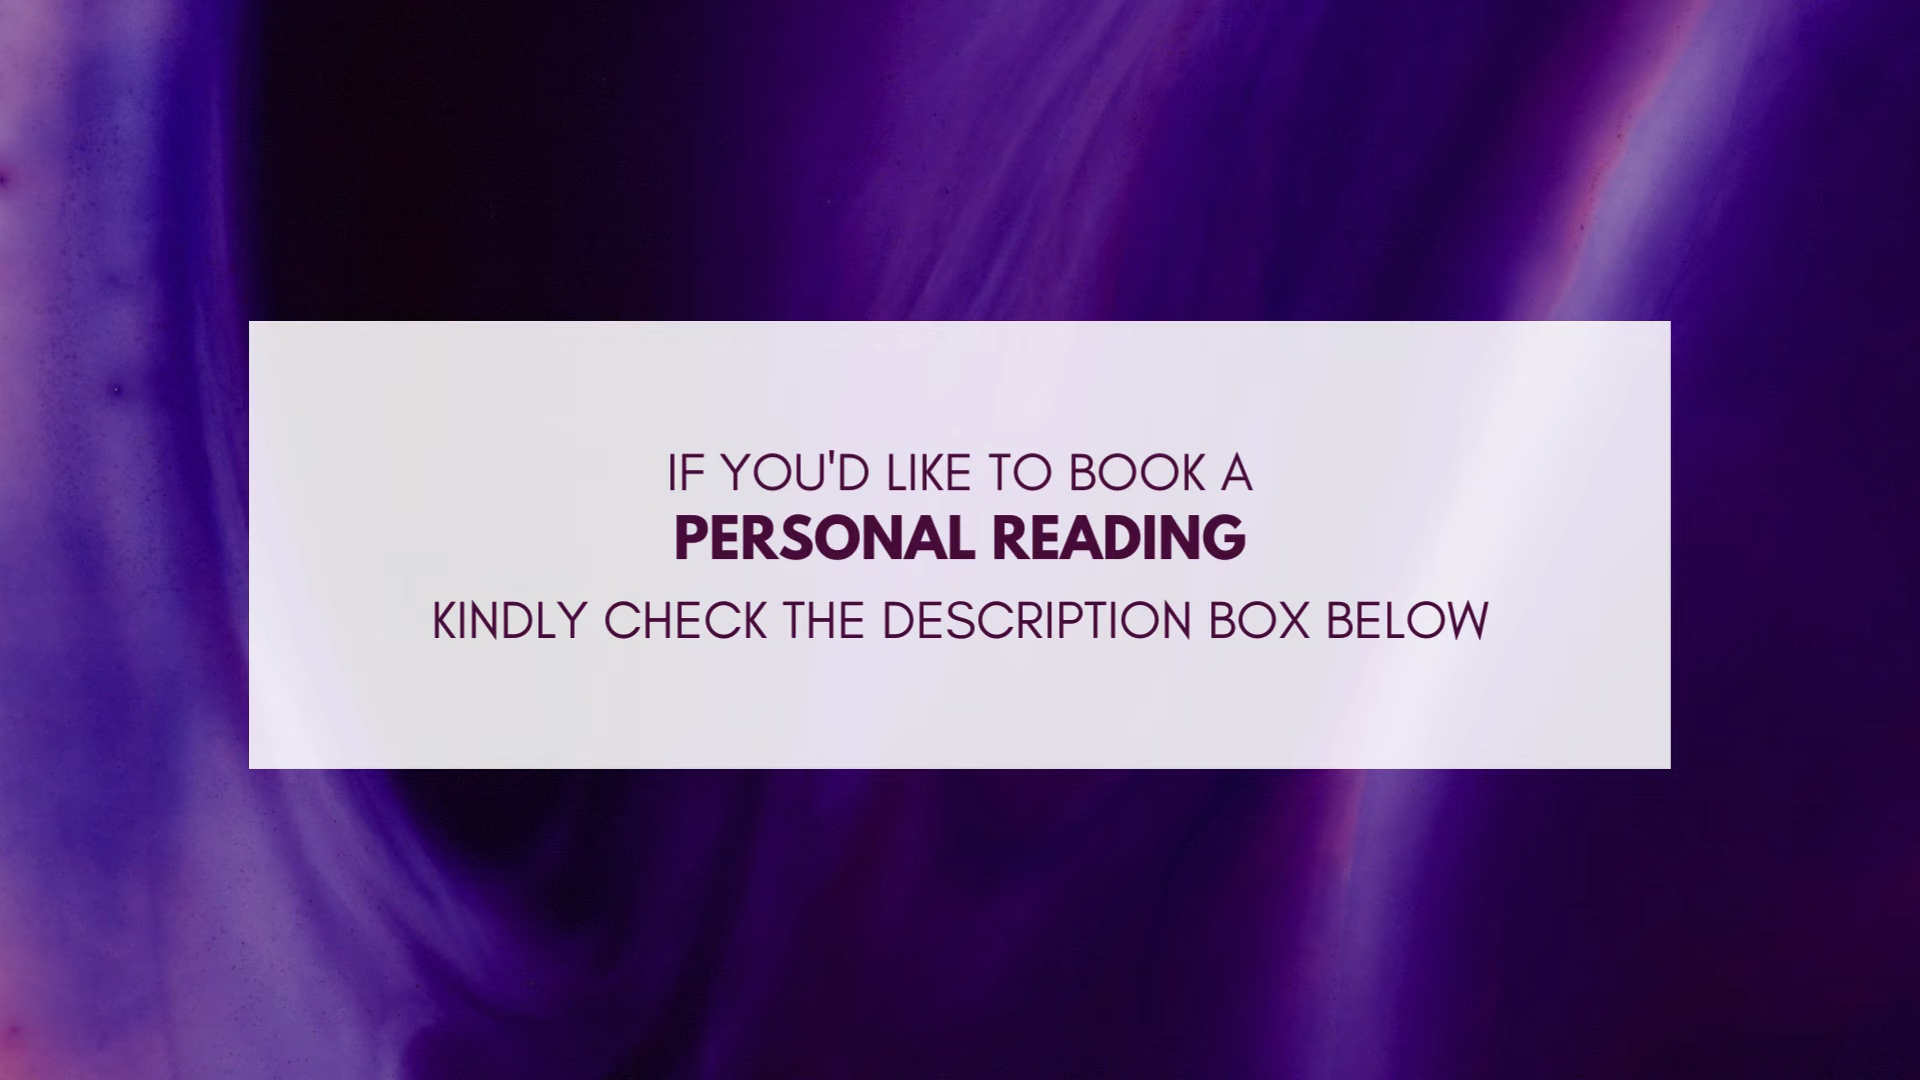 IF YOU'D LIKE TO BOOK A
PERSONAL READING
KINDLY CHECK THE DESCRIPTION BOX BELOW